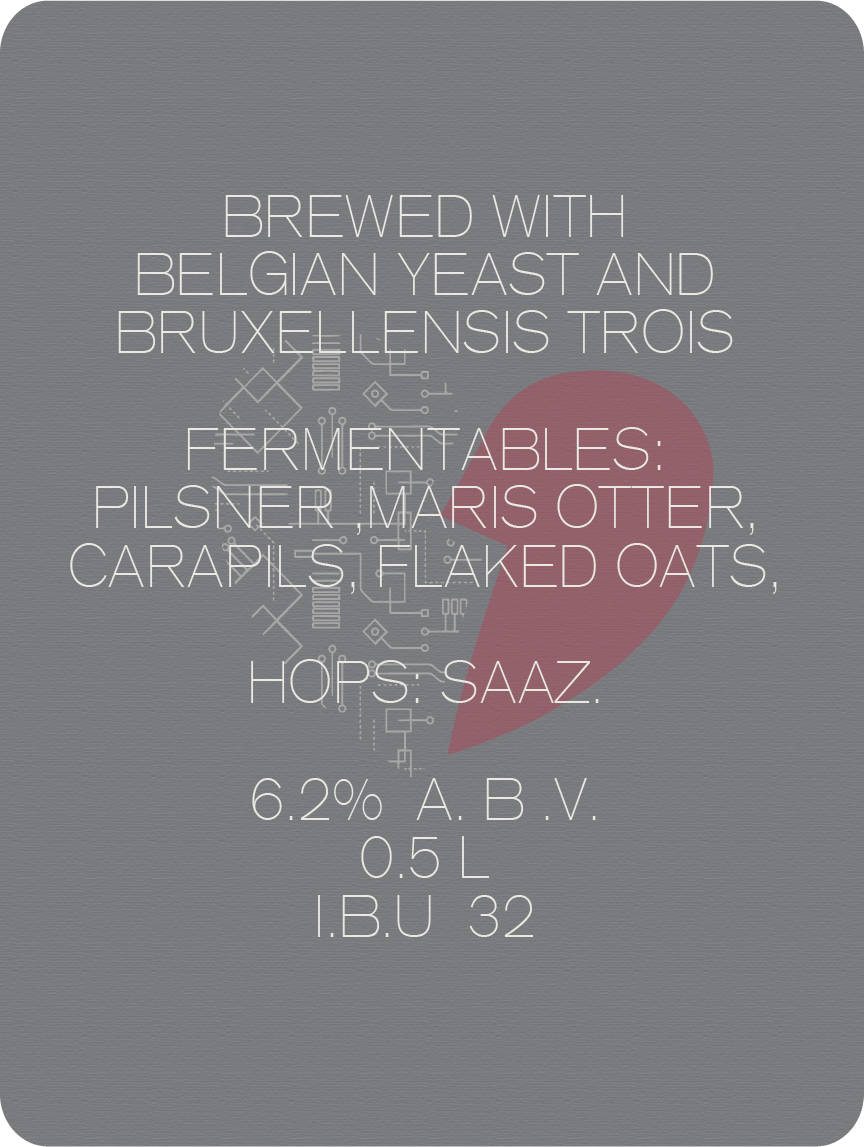 BREWED WITH
BELGIAN YEAST AND
BRUXELLENSIS TROIS
FERMENTABLES:
PILSNER ,MARIS OTTER,
CARAPILS, FLAKED OATS,
HOPS: SAAZ.
6.2% A. B .V.
0.5 L
I.B.U 32